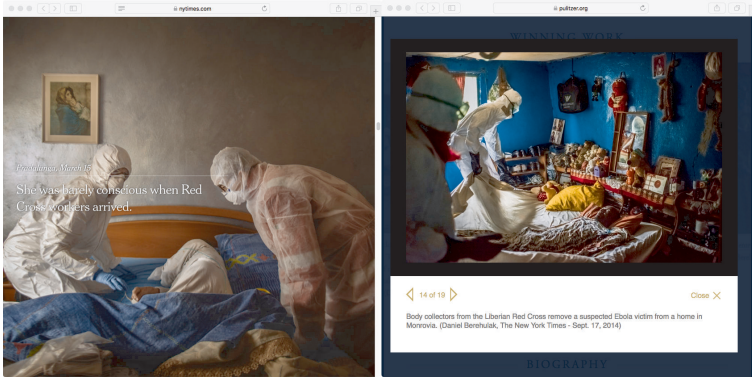 nytimes.com
Pradalunga, March 15
She was barely conscious when Red
Cross workers arrived.
pulitzer.org
WINNING WORK
14 of 19
Close
Body collectors from the Liberian Red Cross remove a suspected Ebola victim from a home in
Monrovia. (Daniel Berehulak, The New York Times - Sept. 17, 2014)
BIOGRAPHY